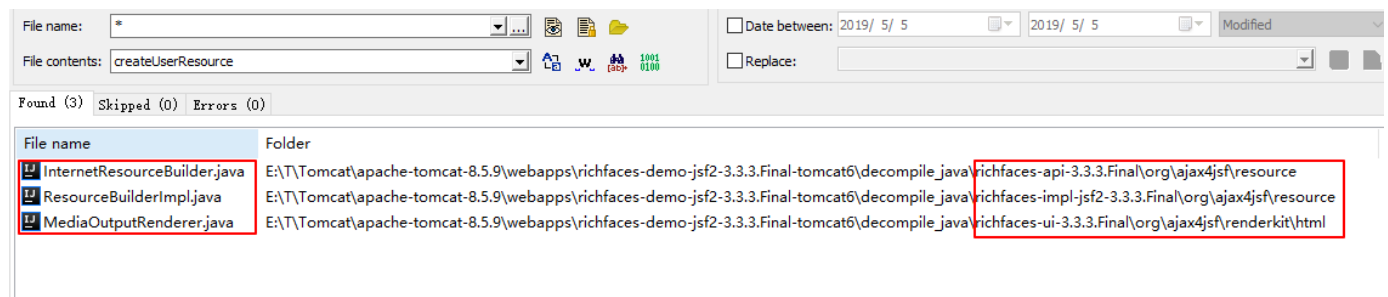 File name: * ... Date between: 2019/ 5/ 5 2019/ 5/ 5 Modified
File contents: createUserResource Replace:
Found (3) Skipped (0) Errors (0)
File name Folder
InternetResourceBuilder.java E:\T\Tomcat\apache-tomcat-8.5.9\webapps\richfaces-demo-jsf2-3.3.3.Final-tomcat6\decompile_java\richfaces-api-3.3.3.Final\org\ajax4jsf\resource
ResourceBuilderImpl.java E:\T\Tomcat\apache-tomcat-8.5.9\webapps\richfaces-demo-jsf2-3.3.3.Final-tomcat6\decompile_java\richfaces-impl-jsf2-3.3.3.Final\org\ajax4jsf\resource
MediaOutputRenderer.java E:\T\Tomcat\apache-tomcat-8.5.9\webapps\richfaces-demo-jsf2-3.3.3.Final-tomcat6\decompile_java\richfaces-ui-3.3.3.Final\org\ajax4jsf\renderkit\html